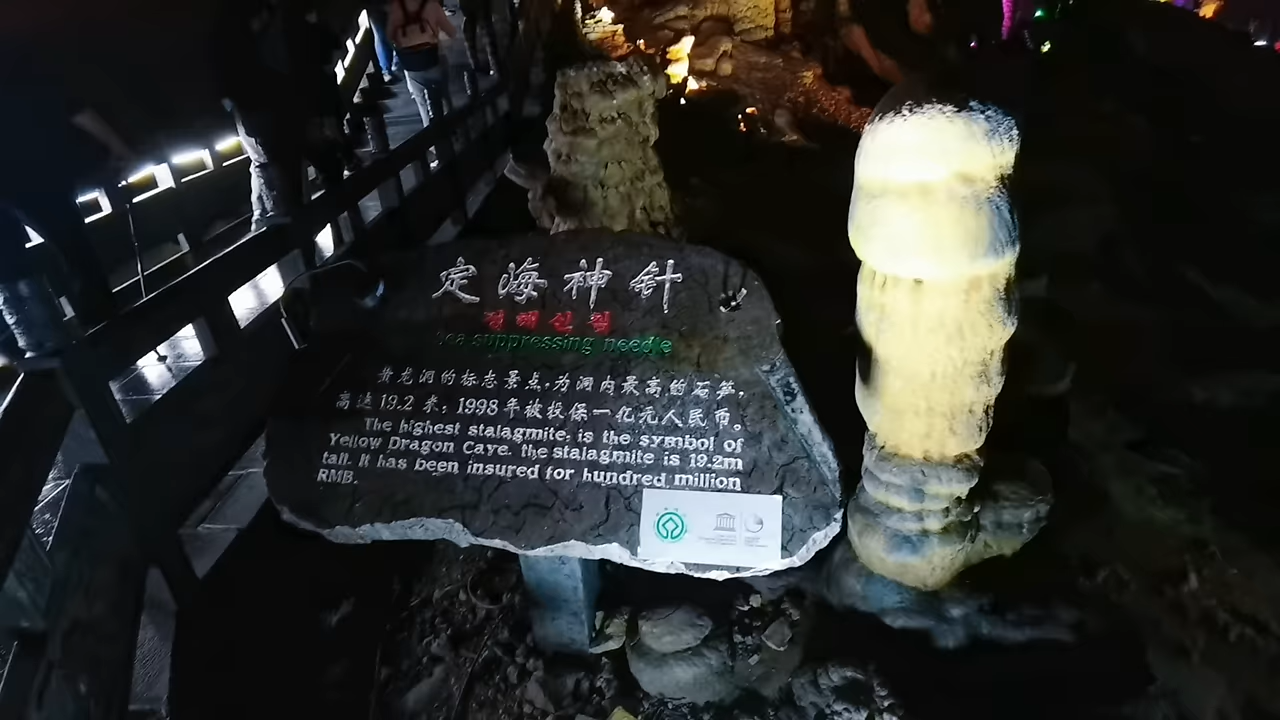 定海神针
정해신침
Sea suppressing needle
黄龙洞的标志景点，为洞内最高的石笋，
高达19.2米，1998年被投保一亿元人民币。
The highest stalagmite, is the symbol of
Yellow Dragon Cave. the stalagmite is 19.2m
tall. It has been insured for hundred million
RMB.